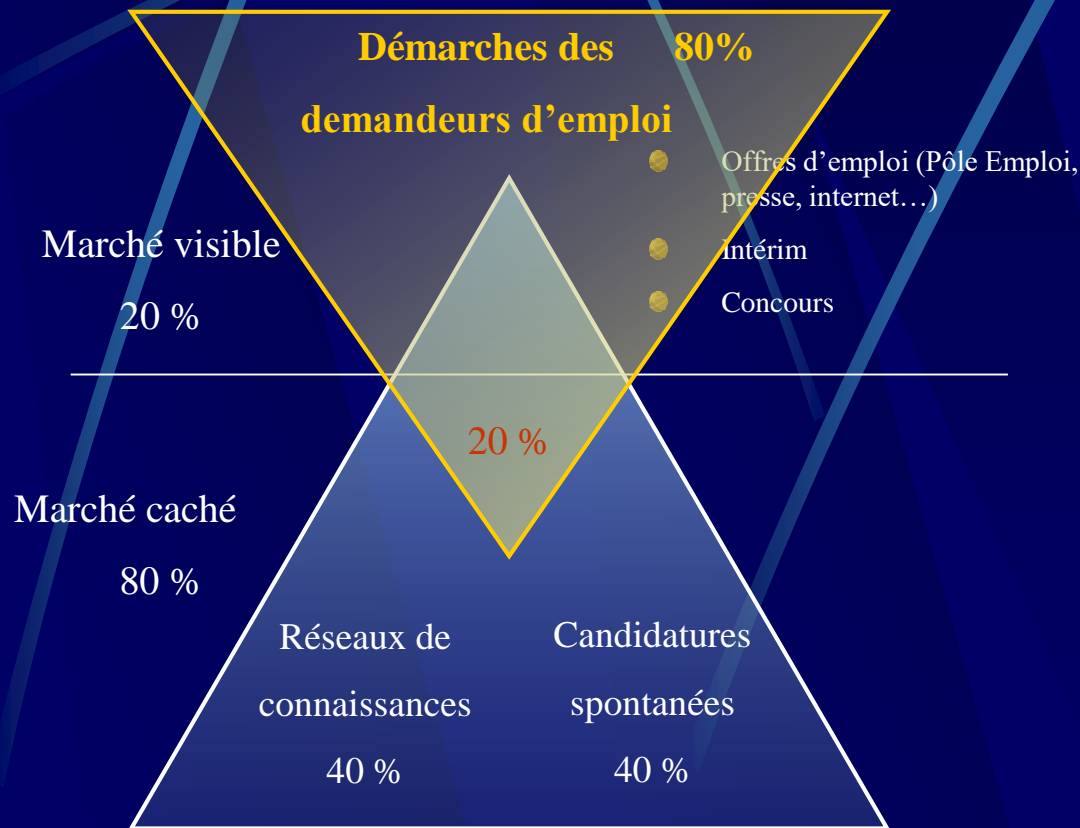 Démarches des 80%
demandeurs d’emploi
Offres d’emploi (Pôle Emploi,
presse, internet…)
Intérim
Concours
Marché visible
20 %
20 %
Marché caché
80 %
Réseaux de
connaissances
40 %
Candidatures
spontanées
40 %